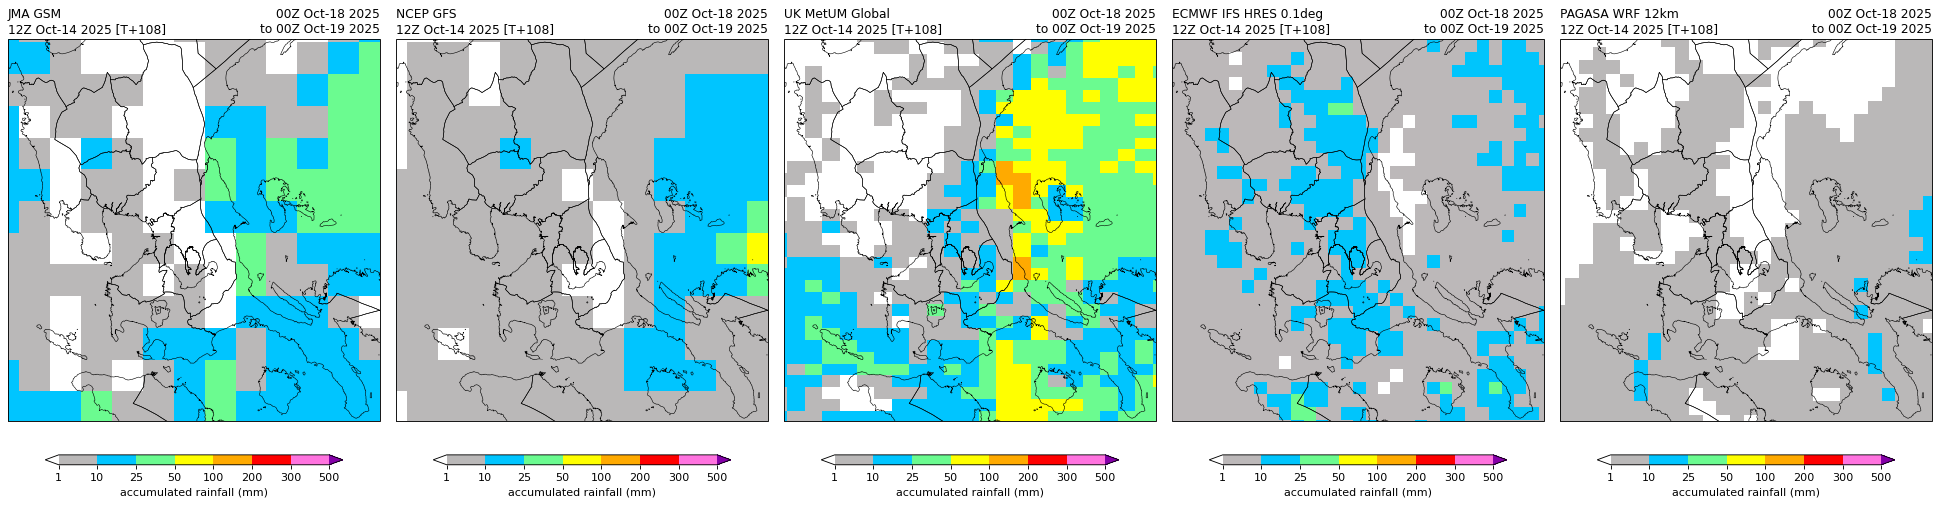 JMA GSM 00Z Oct-18 2025
12Z Oct-14 2025 [T+108] to 00Z Oct-19 2025
NCEP GFS 00Z Oct-18 2025
12Z Oct-14 2025 [T+108] to 00Z Oct-19 2025
UK MetUM Global 00Z Oct-18 2025
12Z Oct-14 2025 [T+108] to 00Z Oct-19 2025
ECMWF IFS HRES 0.1deg 00Z Oct-18 2025
12Z Oct-14 2025 [T+108] to 00Z Oct-19 2025
PAGASA WRF 12km 00Z Oct-18 2025
12Z Oct-14 2025 [T+108] to 00Z Oct-19 2025
1 10 25 50 100 200 300 500
accumulated rainfall (mm)
1 10 25 50 100 200 300 500
accumulated rainfall (mm)
1 10 25 50 100 200 300 500
accumulated rainfall (mm)
1 10 25 50 100 200 300 500
accumulated rainfall (mm)
1 10 25 50 100 200 300 500
accumulated rainfall (mm)